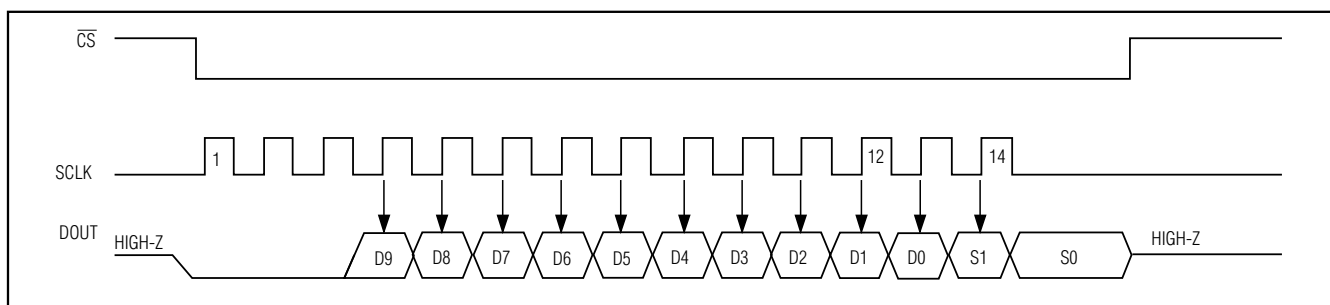 C̅S̅
1 12 14
SCLK
DOUT
HIGH-Z HIGH-Z
D9 D8 D7 D6 D5 D4 D3 D2 D1 D0 S1 S0